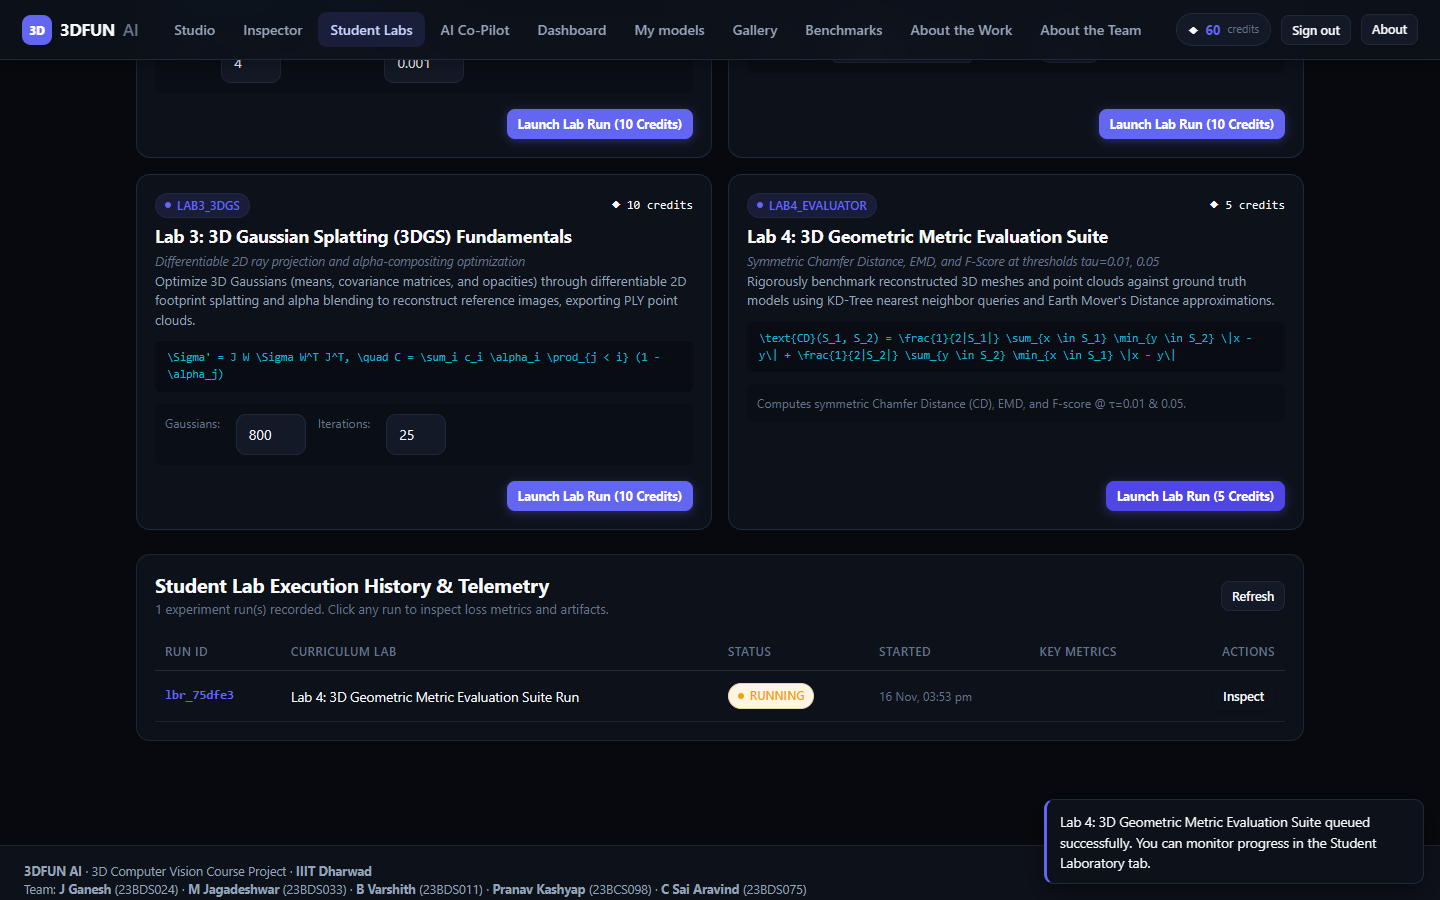 3D 3DFUN AI Studio Inspector Student Labs AI Co-Pilot Dashboard My models Gallery Benchmarks About the Work About the Team 60 credits Sign out About
4 0.001
Launch Lab Run (10 Credits)
Launch Lab Run (10 Credits)
LAB3_3DGS 10 credits
Lab 3: 3D Gaussian Splatting (3DGS) Fundamentals
Differentiable 2D ray projection and alpha-compositing optimization
Optimize 3D Gaussians (means, covariance matrices, and opacities) through differentiable 2D
footprint splatting and alpha blending to reconstruct reference images, exporting PLY point
clouds.
\Sigma' = J W \Sigma W^T J^T, \quad C = \sum_i c_i \alpha_i \prod_{j < i} (1 -
\alpha_j)
Gaussians: 800 Iterations: 25
Launch Lab Run (10 Credits)
LAB4_EVALUATOR 5 credits
Lab 4: 3D Geometric Metric Evaluation Suite
Symmetric Chamfer Distance, EMD, and F-Score at thresholds tau=0.01, 0.05
Rigorously benchmark reconstructed 3D meshes and point clouds against ground truth
models using KD-Tree nearest neighbor queries and Earth Mover's Distance approximations.
\text{CD}(S_1, S_2) = \frac{1}{2|S_1|} \sum_{x \in S_1} \min_{y \in S_2} \|x -
y\| + \frac{1}{2|S_2|} \sum_{y \in S_2} \min_{x \in S_1} \|x - y\|
Computes symmetric Chamfer Distance (CD), EMD, and F-score @ τ=0.01 & 0.05.
Launch Lab Run (5 Credits)
Student Lab Execution History & Telemetry
1 experiment run(s) recorded. Click any run to inspect loss metrics and artifacts.
Refresh
RUN ID CURRICULUM LAB STATUS STARTED KEY METRICS ACTIONS
lbr_75dfe3 Lab 4: 3D Geometric Metric Evaluation Suite Run RUNNING 16 Nov, 03:53 pm Inspect
Lab 4: 3D Geometric Metric Evaluation Suite queued
successfully. You can monitor progress in the Student
Laboratory tab.
3DFUN AI · 3D Computer Vision Course Project · IIIT Dharwad
Team: J Ganesh (23BDS024) · M Jagadeshwar (23BDS033) · B Varshith (23BDS011) · Pranav Kashyap (23BCS098) · C Sai Aravind (23BDS075)